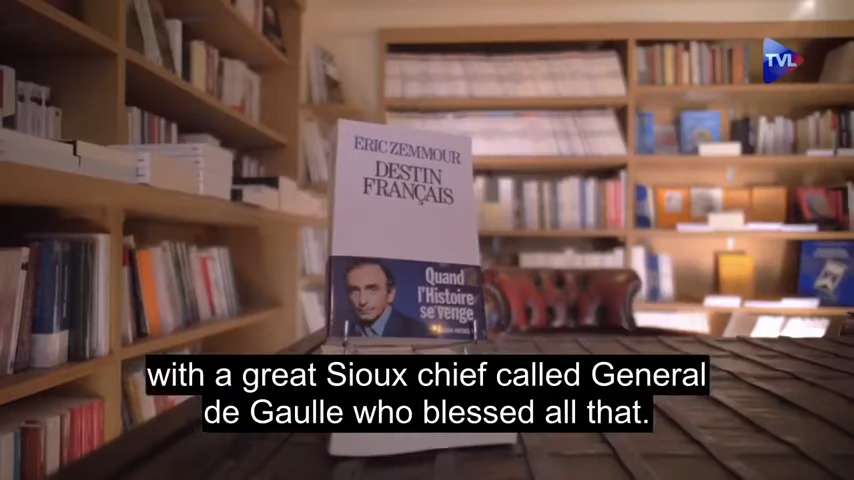 TVL
ERIC ZEMMOUR
DESTIN
FRANÇAIS
Quand
l'Histoire
se venge
with a great Sioux chief called General
de Gaulle who blessed all that.